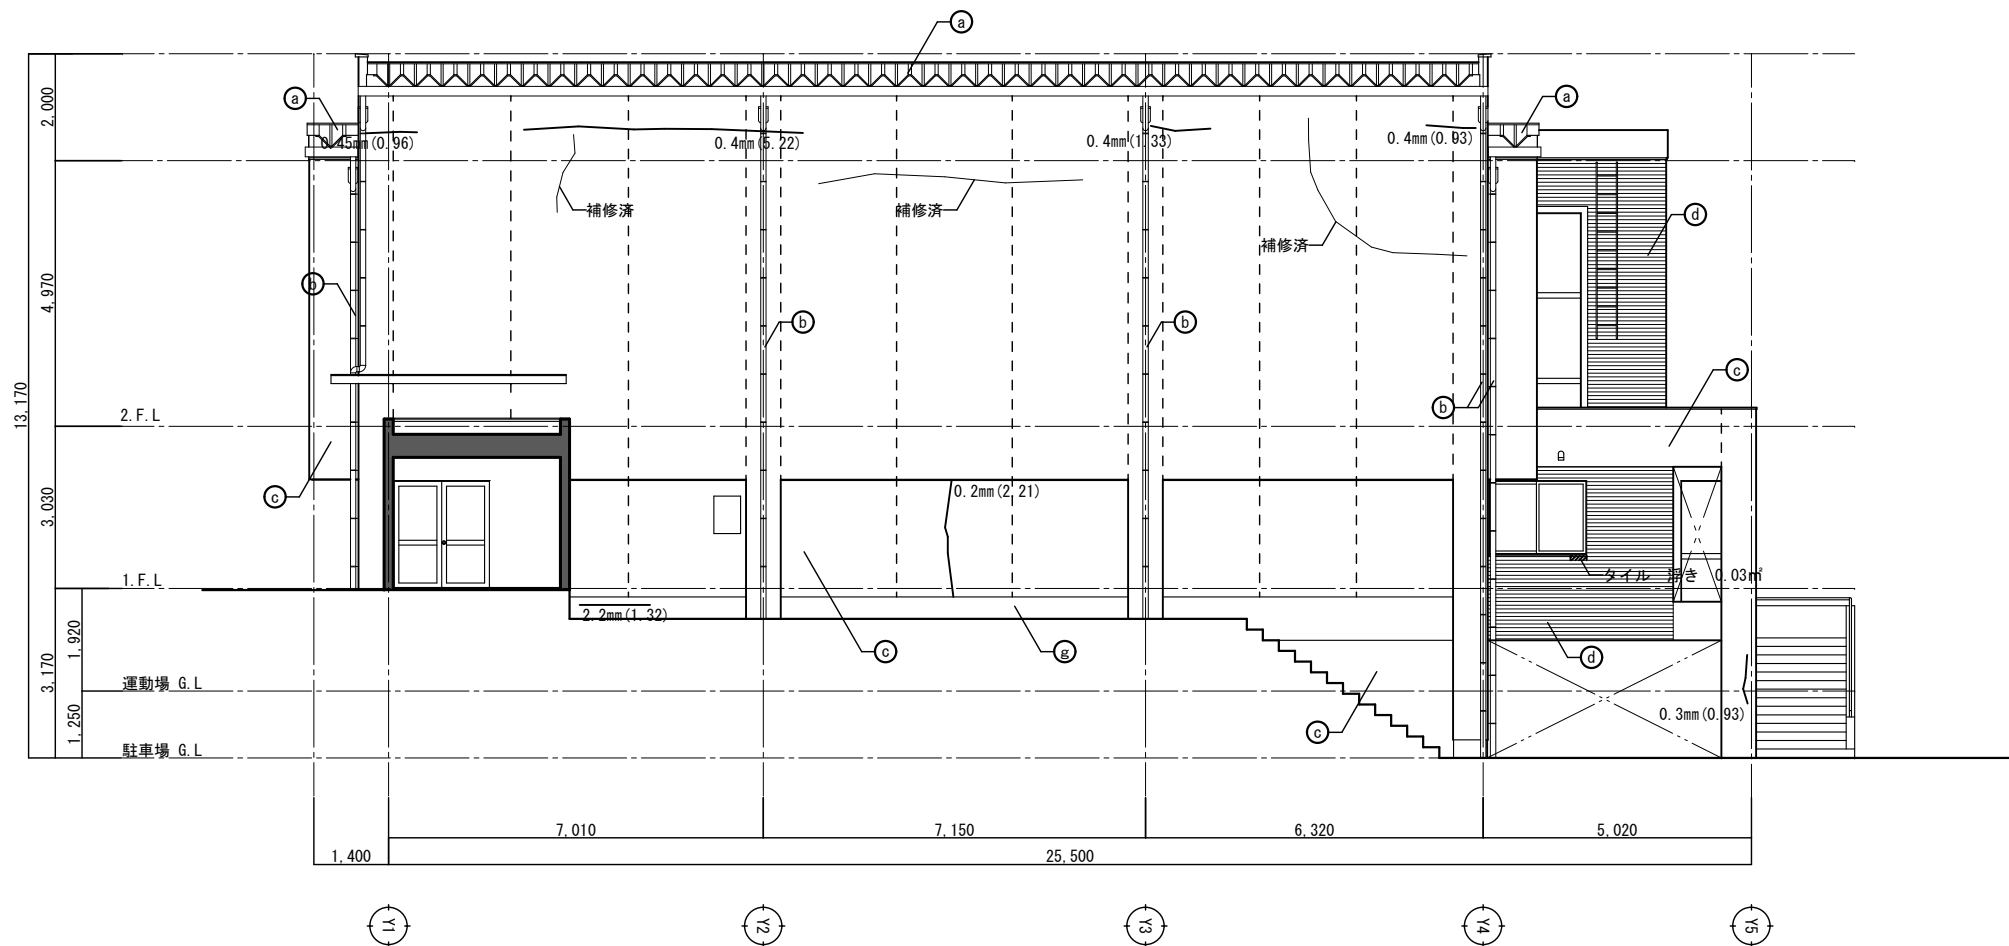 a
a
a
2,000
0.45mm(0.96)
0.4mm(5.22)
0.4mm(1.33)
0.4mm(0.93)
補修済
補修済
補修済
d
4,970
b
b
b
b
c
13,170
2.F.L
c
3,030
0.2mm(2.21)
1.F.L
タイル 浮き 0.03㎡
2.2mm(1.32)
1,920
c
g
d
3,170
運動場 G.L
1,250
0.3mm(0.93)
c
駐車場 G.L
7,010
7,150
6,320
5,020
1,400
25,500
Y1
Y2
Y3
Y4
Y5